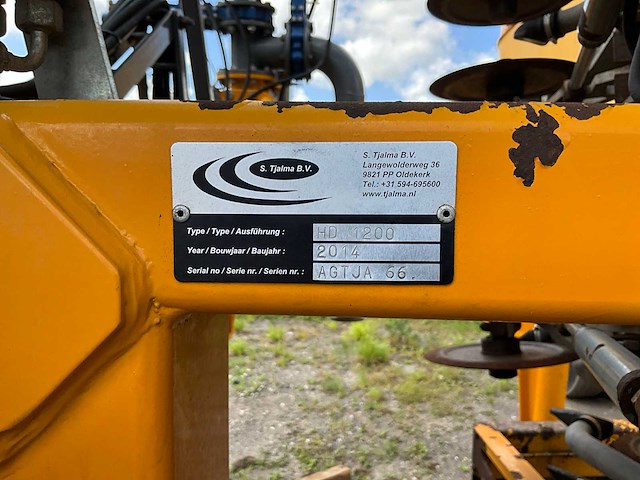 S. Tjalma B.V.
S. Tjalma B.V.
Langewolderweg 36
9821 PP Oldekerk
Tel.: +31 594-695600
www.tjalma.nl
Type / Type / Ausführung : HD 1200
Year / Bouwjaar / Baujahr : 2014
Serial no / Serie nr. / Serien nr. : AGTJA 66.